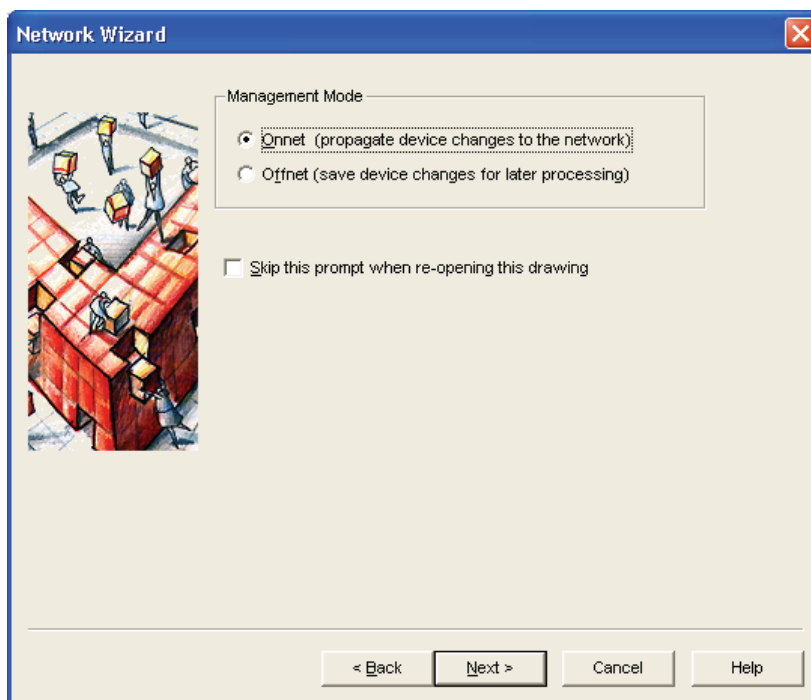 Network Wizard
Management Mode
Onnet (propagate device changes to the network)
Offnet (save device changes for later processing)
Skip this prompt when re-opening this drawing
< Back
Next >
Cancel
Help